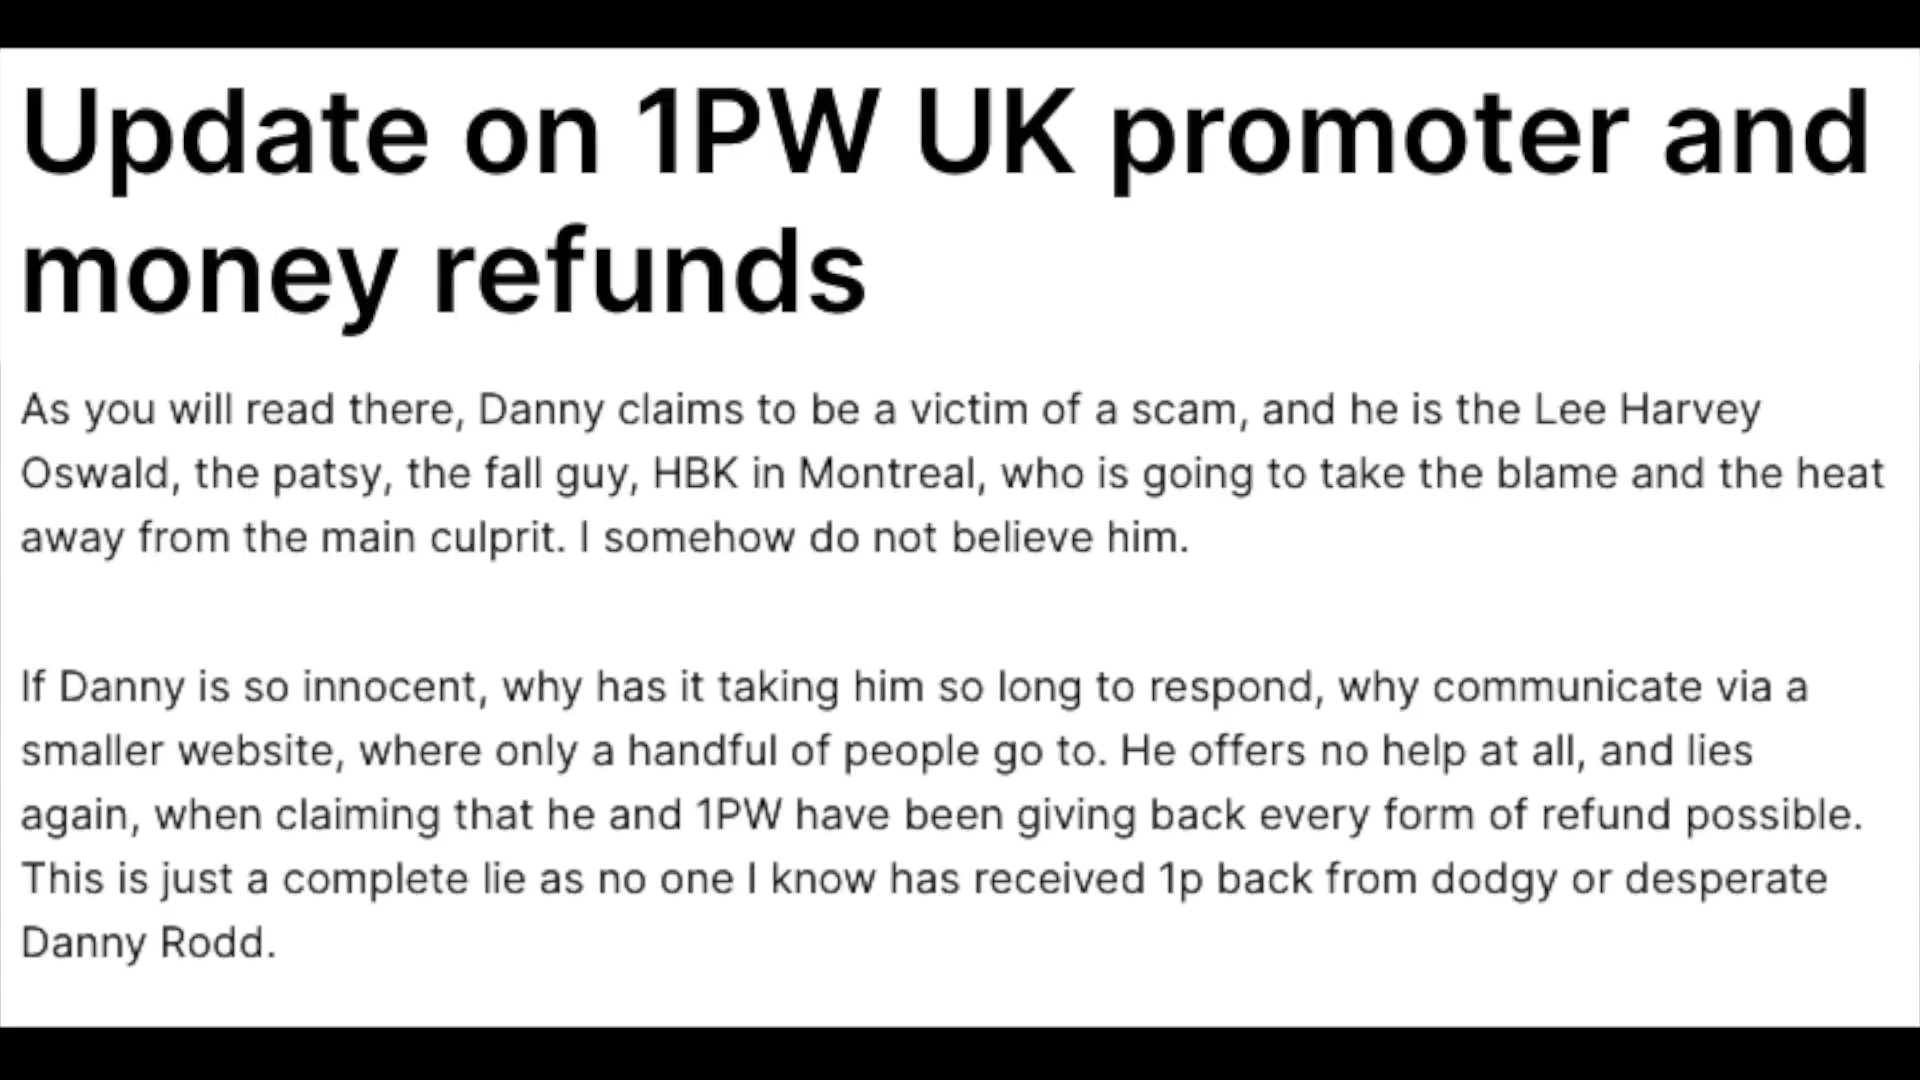 Update on 1PW UK promoter and
money refunds
As you will read there, Danny claims to be a victim of a scam, and he is the Lee Harvey
Oswald, the patsy, the fall guy, HBK in Montreal, who is going to take the blame and the heat
away from the main culprit. I somehow do not believe him.
If Danny is so innocent, why has it taking him so long to respond, why communicate via a
smaller website, where only a handful of people go to. He offers no help at all, and lies
again, when claiming that he and 1PW have been giving back every form of refund possible.
This is just a complete lie as no one I know has received 1p back from dodgy or desperate
Danny Rodd.